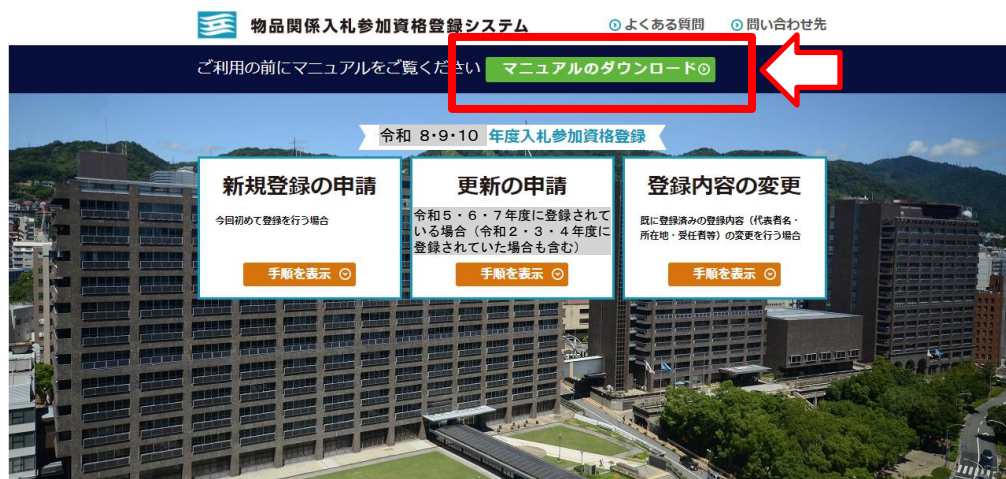 物品関係入札参加資格登録システム
よくある質問
問い合わせ先
ご利用の前にマニュアルをご覧ください
マニュアルのダウンロード
令和 8・9・10 年度入札参加資格登録
新規登録の申請
今回初めて登録を行う場合
手順を表示
更新の申請
令和5・6・7年度に登録されて
いる場合（令和2・3・4年度に
登録されていた場合も含む）
手順を表示
登録内容の変更
既に登録済みの登録内容（代表者名・
所在地・受任者等）の変更を行う場合
手順を表示